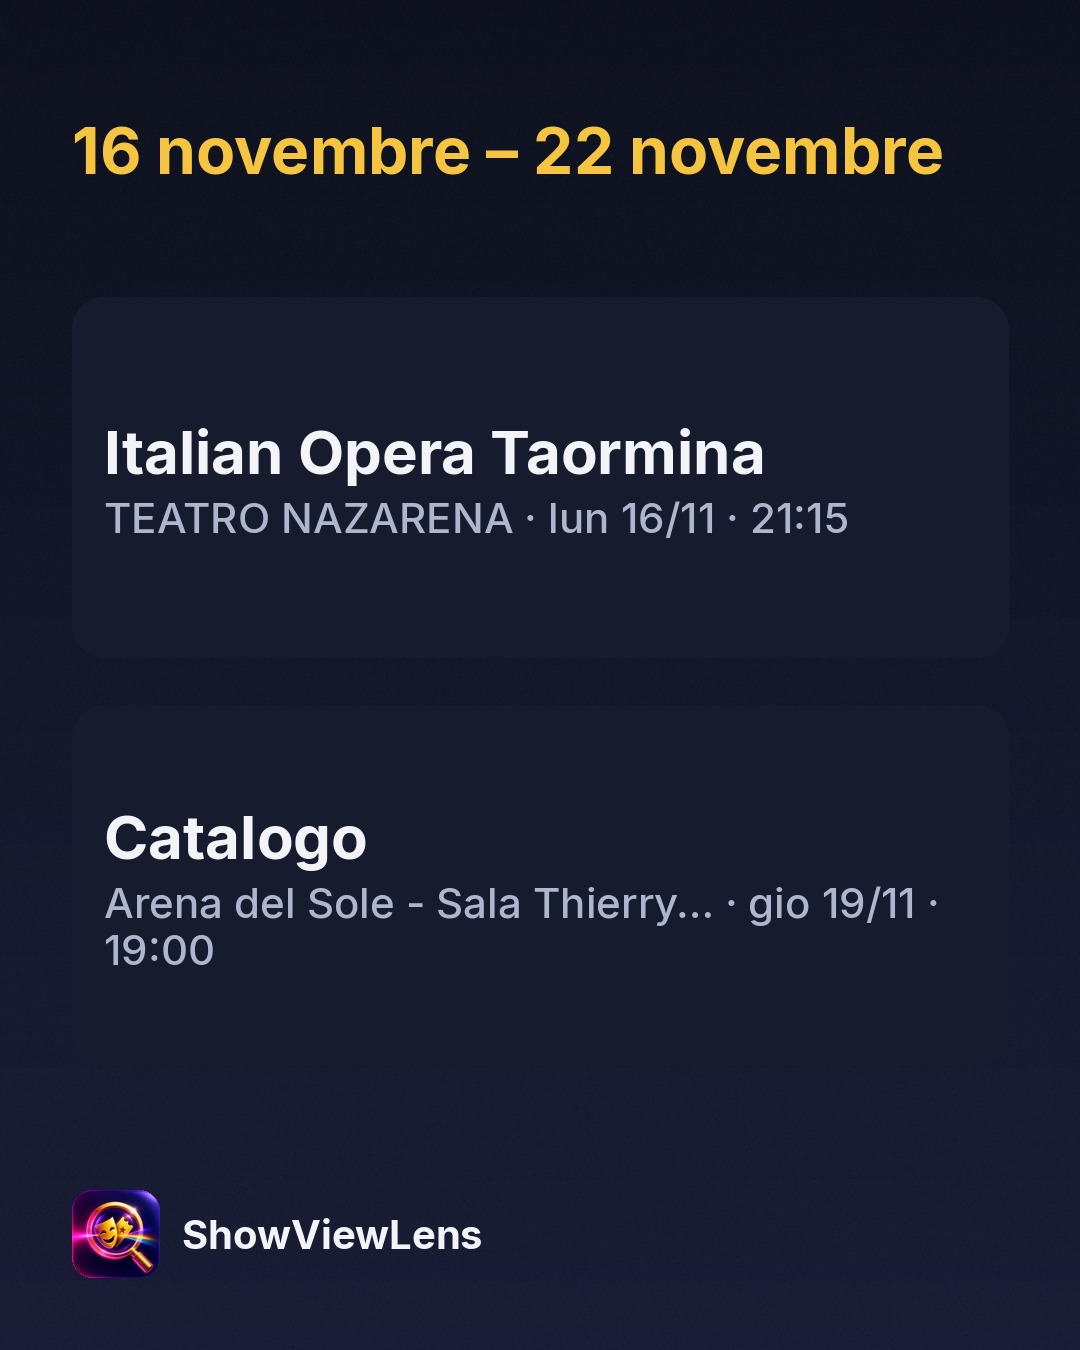 16 novembre – 22 novembre
Italian Opera Taormina
TEATRO NAZARENA · lun 16/11 · 21:15
Catalogo
Arena del Sole - Sala Thierry... · gio 19/11 ·
19:00
ShowViewLens